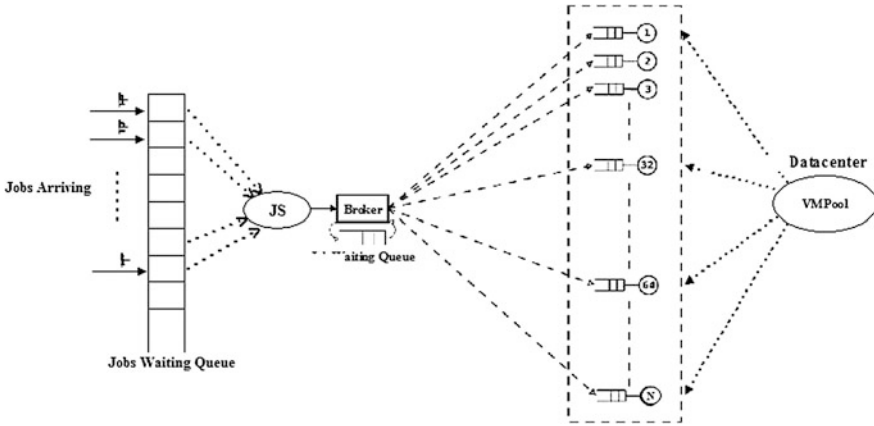 Jobs Arriving
Jobs Waiting Queue
JS
Broker
aiting Queue
1
2
3
32
64
N
Datacenter
VMPool